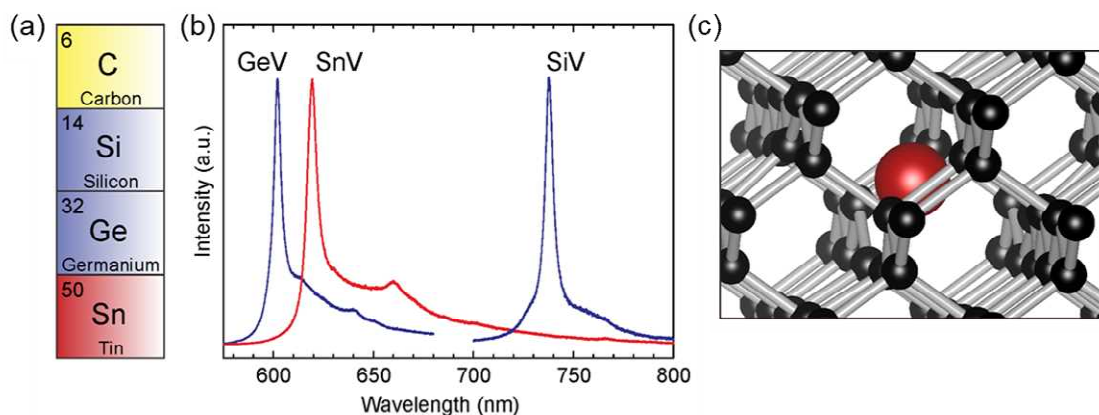 (a)
6
C
Carbon
14
Si
Silicon
32
Ge
Germanium
50
Sn
Tin
(b)
GeV SnV SiV
Intensity (a.u.)
600 650 700 750 800
Wavelength (nm)
(c)